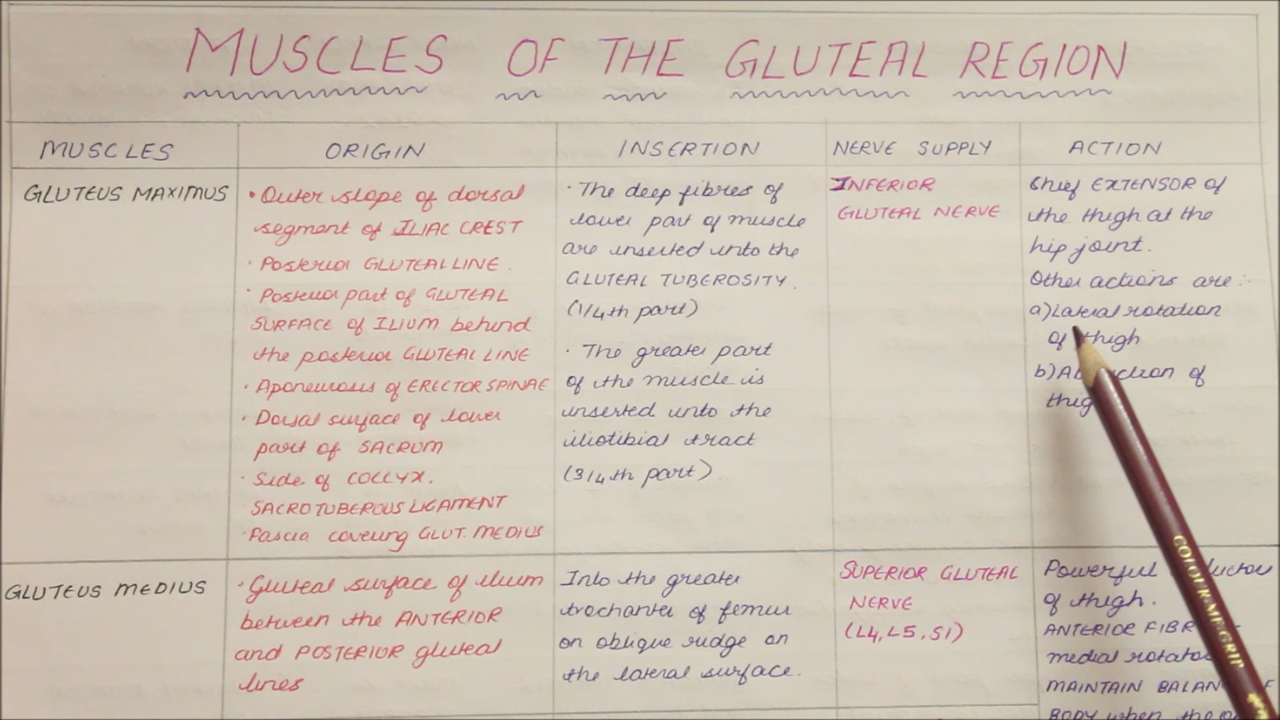 MUSCLES OF THE GLUTEAL REGION
MUSCLES
ORIGIN
INSERTION
NERVE SUPPLY
ACTION
GLUTEUS MAXIMUS
• Outer slope of dorsal
segment of ILIAC CREST
• Posterior GLUTEAL LINE.
• Posterior part of GLUTEAL
SURFACE of ILIUM behind
the posterior GLUTEAL LINE
• Aponeurosis of ERECTOR SPINAE
• Dorsal surface of lower
part of SACRUM
• Side of COCCYX.
SACROTUBEROUS LIGAMENT
• Fascia covering GLUT. MEDIUS
• The deep fibres of
lower part of muscle
are inserted into the
GLUTEAL TUBEROSITY.
(1/4th part)
• The greater part
of the muscle is
inserted into the
iliotibial tract
(3/4th part)
INFERIOR
GLUTEAL NERVE
Chief EXTENSOR of
the thigh at the
hip joint.
Other actions are:-
a) Lateral rotation
of thigh
b) of
GLUTEUS MEDIUS
• Gluteal surface of ilium
between the ANTERIOR
and POSTERIOR gluteal
lines
Into the greater
trochanter of femur
on oblique ridge on
the lateral surface.
SUPERIOR GLUTEAL
NERVE
(L4, L5, S1)
Powerful
of thigh.
ANTERIOR
medial
MAINTAIN
BODY when the
COLOUR ME GRIP